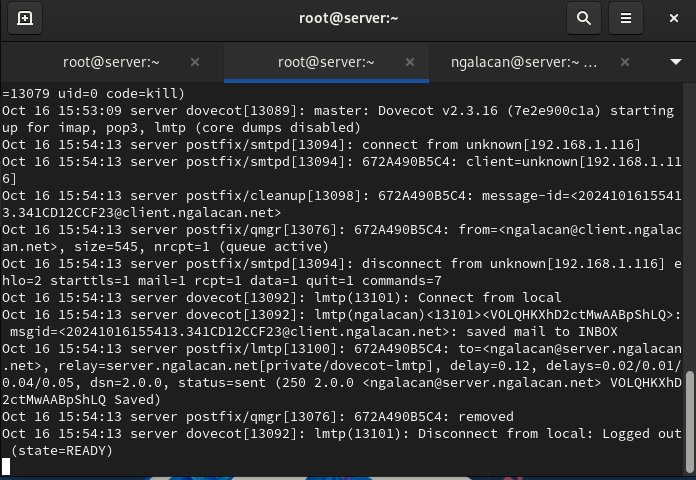 root@server:~
root@server:~
root@server:~
ngalacan@server:~ ...
=13079 uid=0 code=kill)
Oct 16 15:53:09 server dovecot[13089]: master: Dovecot v2.3.16 (7e2e900c1a) starting
up for imap, pop3, lmtp (core dumps disabled)
Oct 16 15:54:13 server postfix/smtpd[13094]: connect from unknown[192.168.1.116]
Oct 16 15:54:13 server postfix/smtpd[13094]: 672A490B5C4: client=unknown[192.168.1.11
6]
Oct 16 15:54:13 server postfix/cleanup[13098]: 672A490B5C4: message-id=<2024101615541
3.341CD12CCF23@client.ngalacan.net>
Oct 16 15:54:13 server postfix/qmgr[13076]: 672A490B5C4: from=<ngalacan@client.ngalac
an.net>, size=545, nrcpt=1 (queue active)
Oct 16 15:54:13 server postfix/smtpd[13094]: disconnect from unknown[192.168.1.116] e
hlo=2 starttls=1 mail=1 rcpt=1 data=1 quit=1 commands=7
Oct 16 15:54:13 server dovecot[13092]: lmtp(13101): Connect from local
Oct 16 15:54:13 server dovecot[13092]: lmtp(ngalacan)<13101><VOLQHKXhD2ctMwAABpShLQ>:
msgid=<20241016155413.341CD12CCF23@client.ngalacan.net>: saved mail to INBOX
Oct 16 15:54:13 server postfix/lmtp[13100]: 672A490B5C4: to=<ngalacan@server.ngalacan
.net>, relay=server.ngalacan.net[private/dovecot-lmtp], delay=0.12, delays=0.02/0.01/
0.04/0.05, dsn=2.0.0, status=sent (250 2.0.0 <ngalacan@server.ngalacan.net> VOLQHKXhD
2ctMwAABpShLQ Saved)
Oct 16 15:54:13 server postfix/qmgr[13076]: 672A490B5C4: removed
Oct 16 15:54:13 server dovecot[13092]: lmtp(13101): Disconnect from local: Logged out
(state=READY)